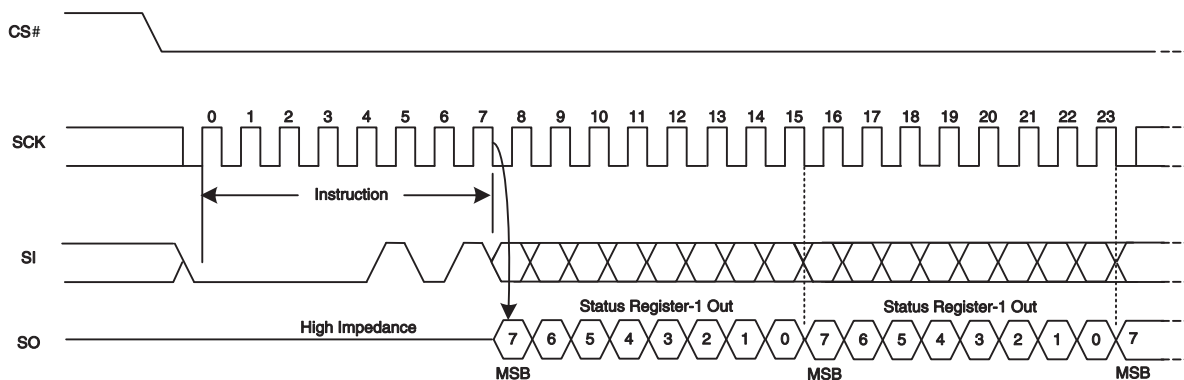 CS#
0 1 2 3 4 5 6 7 8 9 10 11 12 13 14 15 16 17 18 19 20 21 22 23
SCK
Instruction
SI
Status Register-1 Out Status Register-1 Out
High Impedance
SO 7 6 5 4 3 2 1 0 7 6 5 4 3 2 1 0 7
MSB MSB MSB